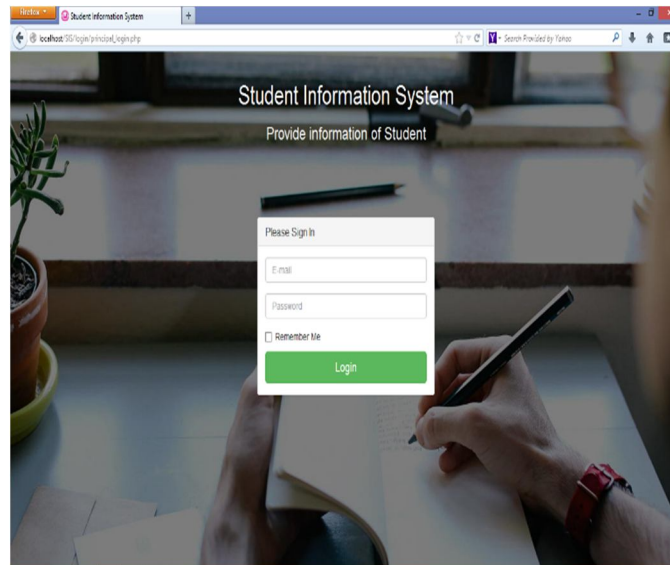 Firefox
Student Information System
localhost/SIS/login/principal_login.php
Search Provided by Yahoo
Student Information System
Provide information of Student
Please Sign In
E-mail
Password
Remember Me
Login